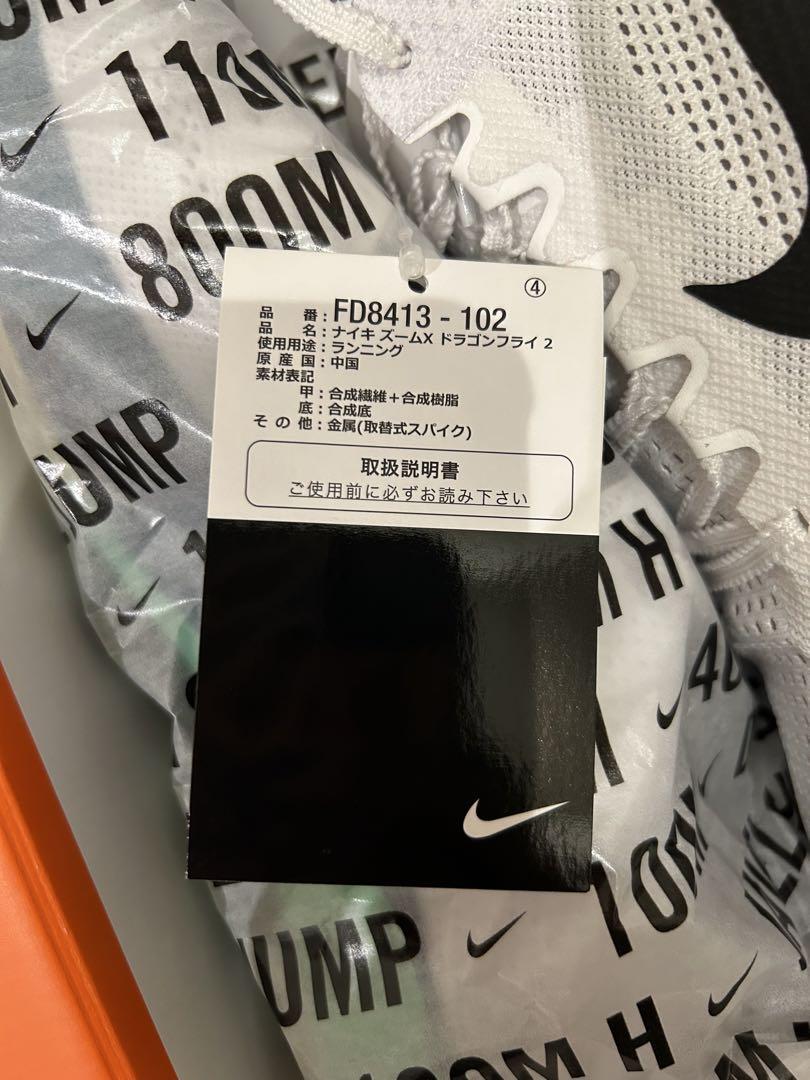 110M
800M
④
品番：FD8413 - 102
品名：ナイキ ズームX ドラゴンフライ 2
使用用途：ランニング
原産国：中国
素材表記
甲：合成繊維＋合成樹脂
底：合成底
その他：金属(取替式スパイク)
取扱説明書
ご使用前に必ずお読み下さい
UMP
H
UMP
H